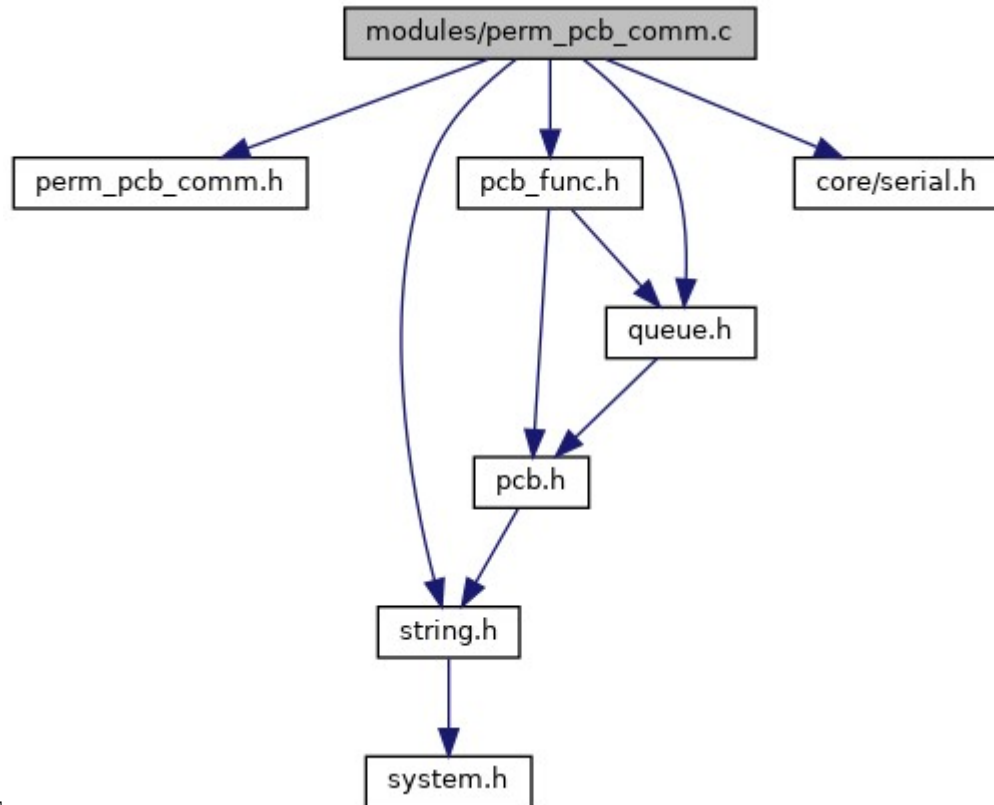 modules/perm_pcb_comm.c
perm_pcb_comm.h
pcb_func.h
core/serial.h
queue.h
pcb.h
string.h
system.h